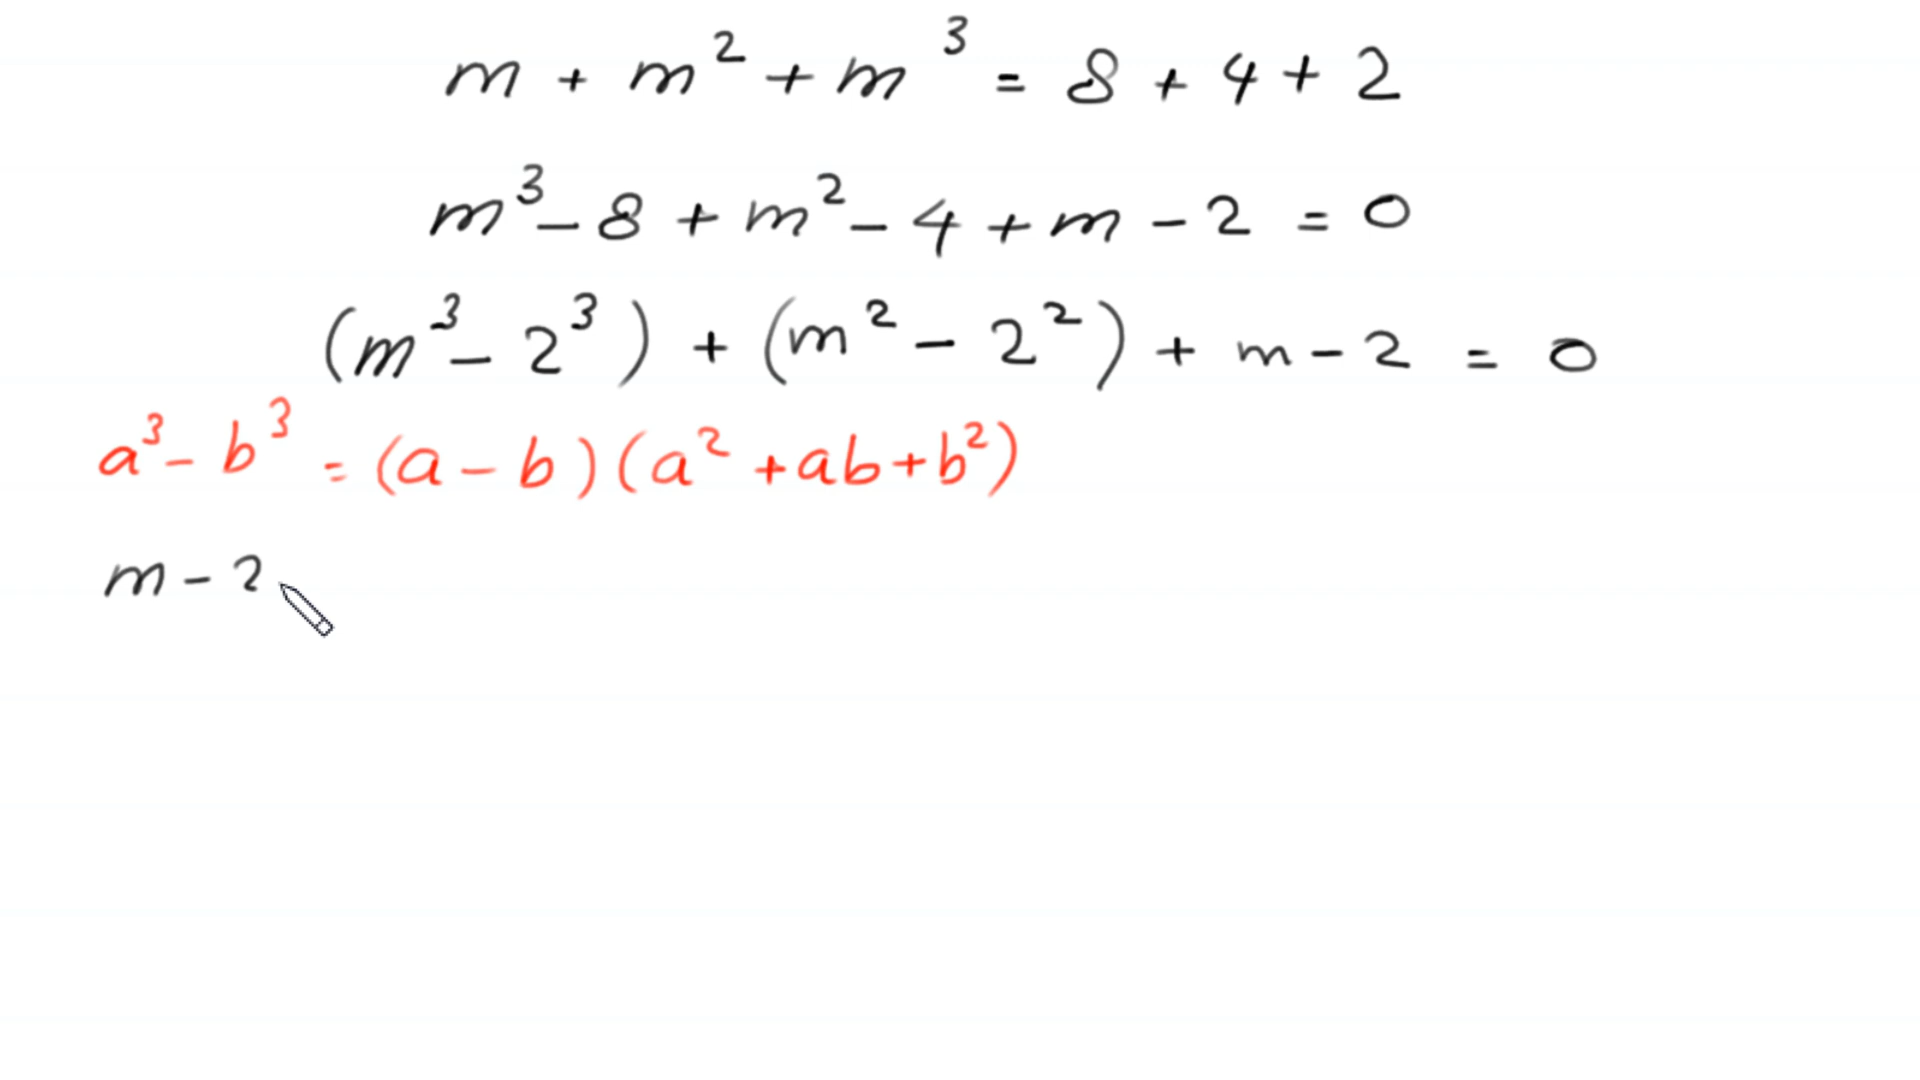 m + m² + m³ = 8 + 4 + 2
m³ - 8 + m² - 4 + m - 2 = 0
(m³ - 2³) + (m² - 2²) + m - 2 = 0
a³ - b³ = (a - b)(a² + ab + b²)
m - 2